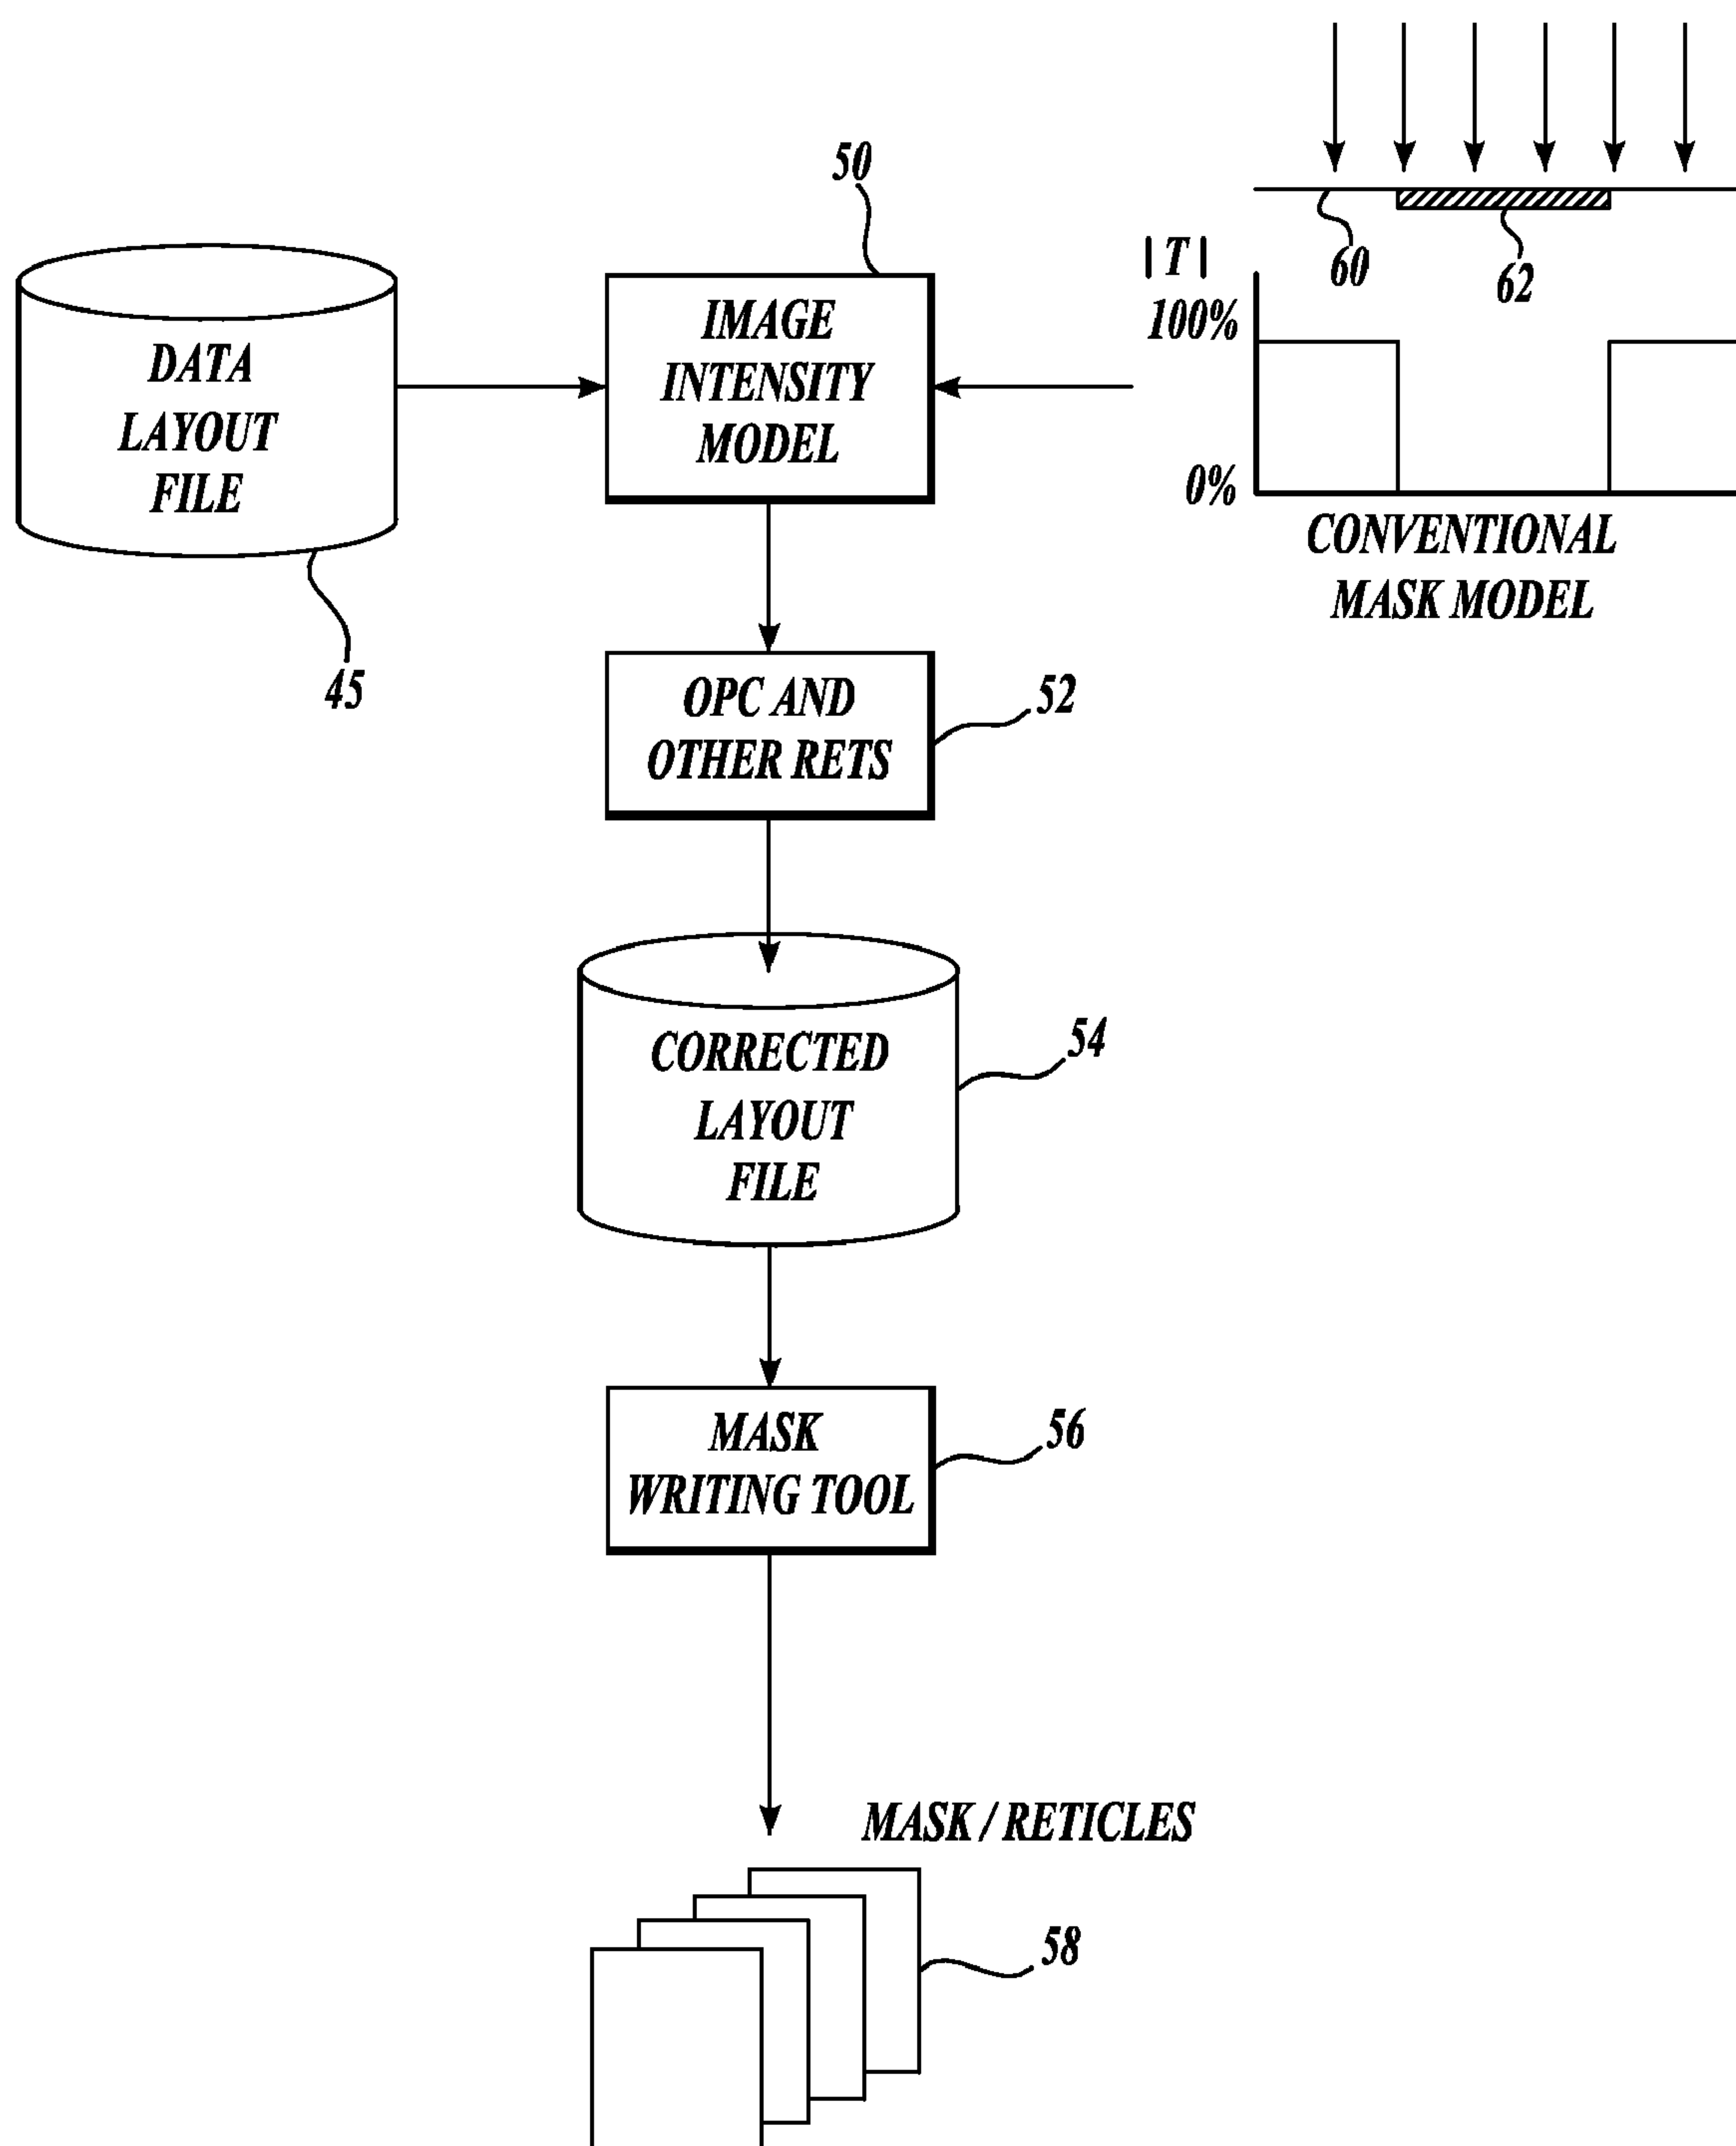 50
60
62
| T |
100%
0%
CONVENTIONAL
MASK MODEL
DATA
LAYOUT
FILE
45
IMAGE
INTENSITY
MODEL
OPC AND
OTHER RETS
52
CORRECTED
LAYOUT
FILE
54
MASK
WRITING TOOL
56
MASK / RETICLES
58